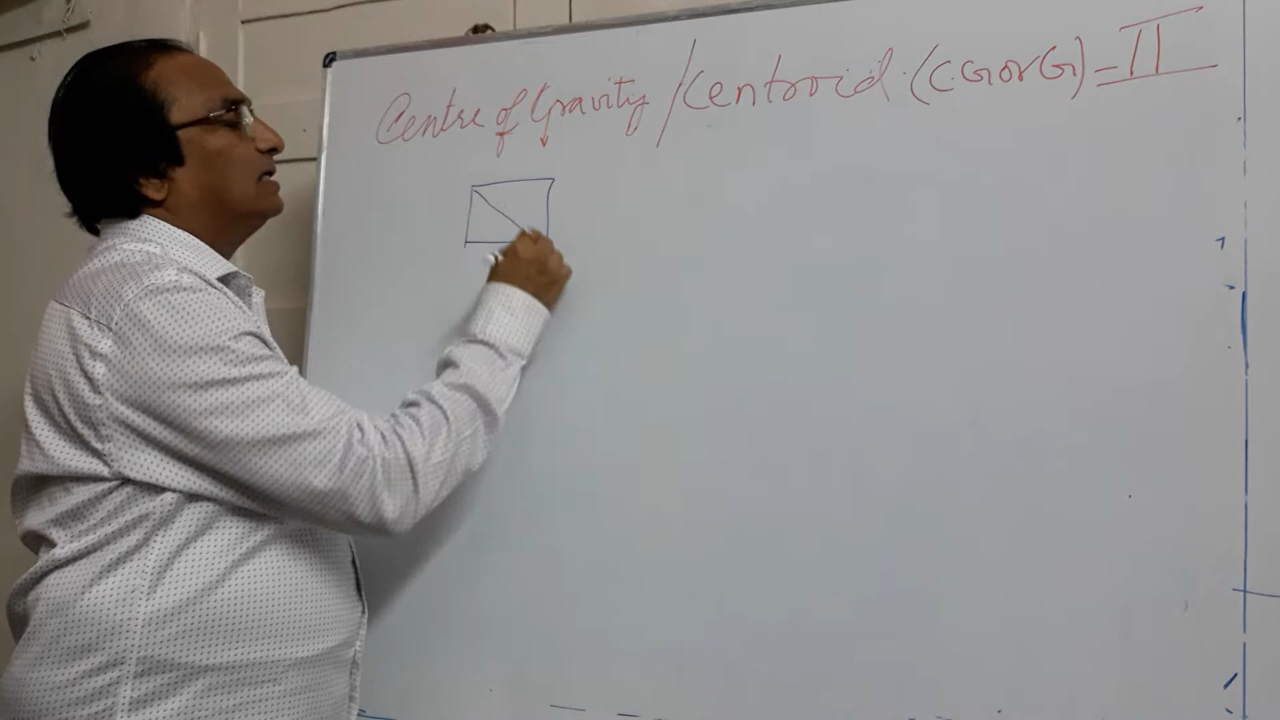 Centre of Gravity / Centroid. (C.G or G) - II